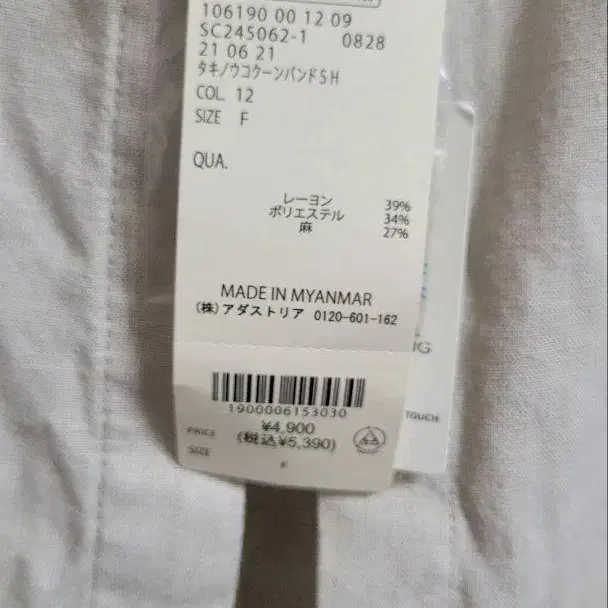 106190 00 12 09
SC245062-1 0828
21 06 21
タキノウコクーンバンドSH
COL. 12
SIZE F
QUA.
レーヨン 39%
ポリエステル 34%
麻 27%
MADE IN MYANMAR
(株)アダストリア 0120-601-162
1900006153030
PRICE ¥4,900
(税込¥5,390)
SIZE F
TOUCH